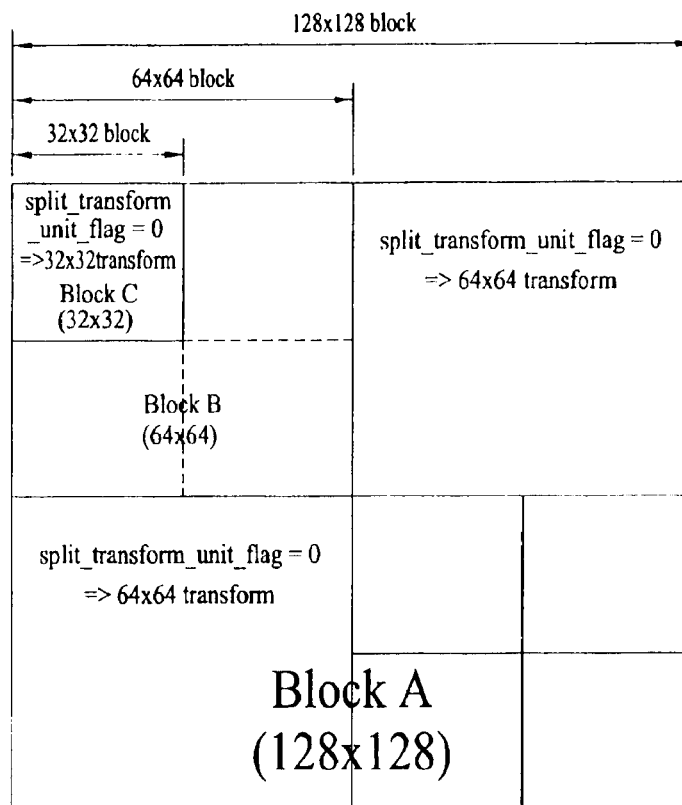 128x128 block
64x64 block
32x32 block
split_transform
_unit_flag = 0
=>32x32transform
Block C
(32x32)
split_transform_unit_flag = 0
=> 64x64 transform
Block B
(64x64)
split_transform_unit_flag = 0
=> 64x64 transform
Block A
(128x128)